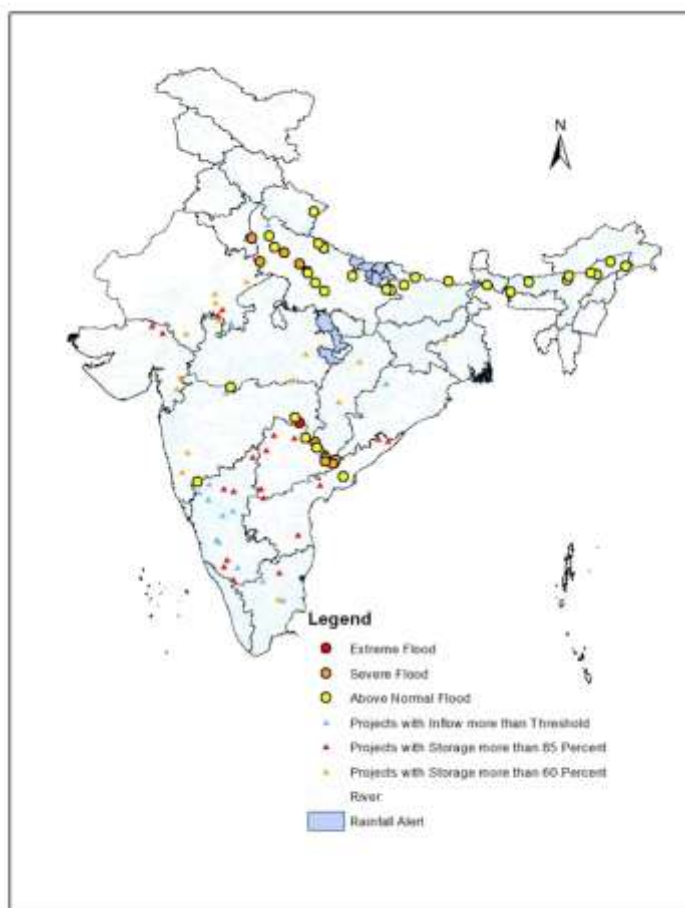 N
Legend
Extreme Flood
Severe Flood
Above Normal Flood
Projects with Inflow more than Threshold
Projects with Storage more than 85 Percent
Projects with Storage more than 60 Percent
River
Rainfall Alert